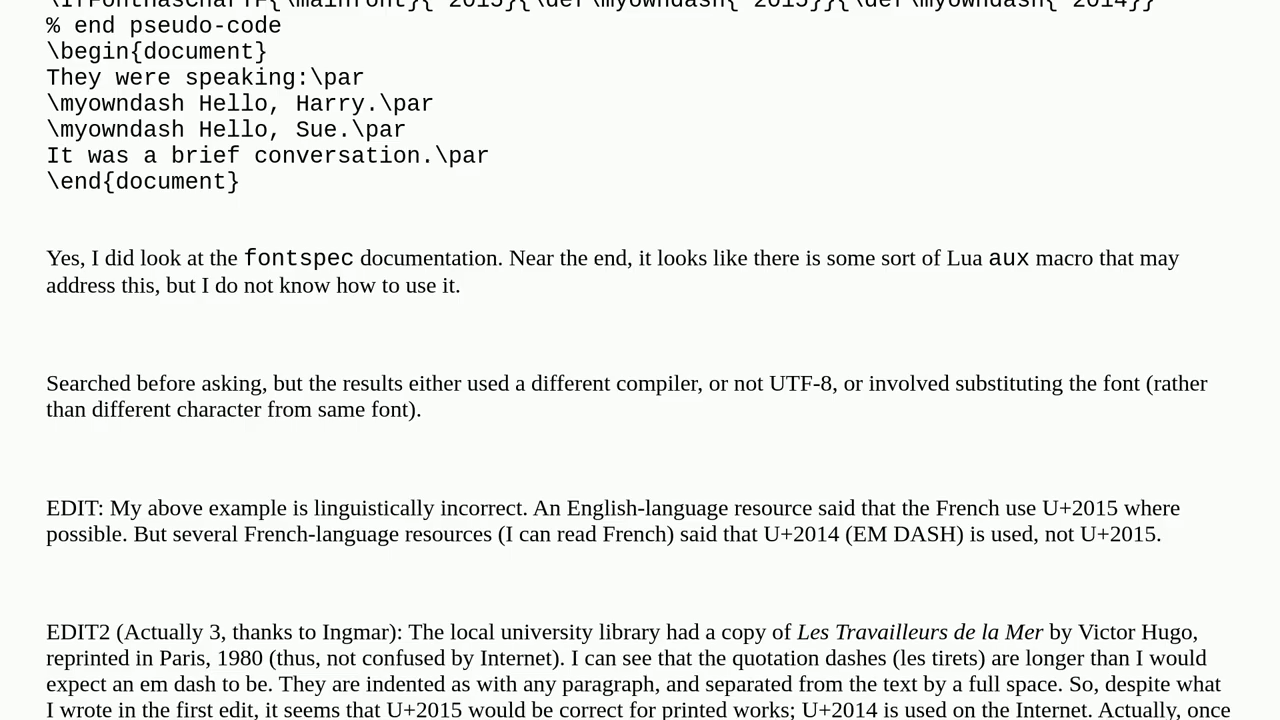 \IfFonthasCharTF{\mainfont}{"2015}{\def\myowndash{"2015}}{\def\myowndash{"2014}}
% end pseudo-code
\begin{document}
They were speaking:\par
\myowndash Hello, Harry.\par
\myowndash Hello, Sue.\par
It was a brief conversation.\par
\end{document}
Yes, I did look at the fontspec documentation. Near the end, it looks like there is some sort of Lua aux macro that may
address this, but I do not know how to use it.
Searched before asking, but the results either used a different compiler, or not UTF-8, or involved substituting the font (rather
than different character from same font).
EDIT: My above example is linguistically incorrect. An English-language resource said that the French use U+2015 where
possible. But several French-language resources (I can read French) said that U+2014 (EM DASH) is used, not U+2015.
EDIT2 (Actually 3, thanks to Ingmar): The local university library had a copy of Les Travailleurs de la Mer by Victor Hugo,
reprinted in Paris, 1980 (thus, not confused by Internet). I can see that the quotation dashes (les tirets) are longer than I would
expect an em dash to be. They are indented as with any paragraph, and separated from the text by a full space. So, despite what
I wrote in the first edit, it seems that U+2015 would be correct for printed works; U+2014 is used on the Internet. Actually, once